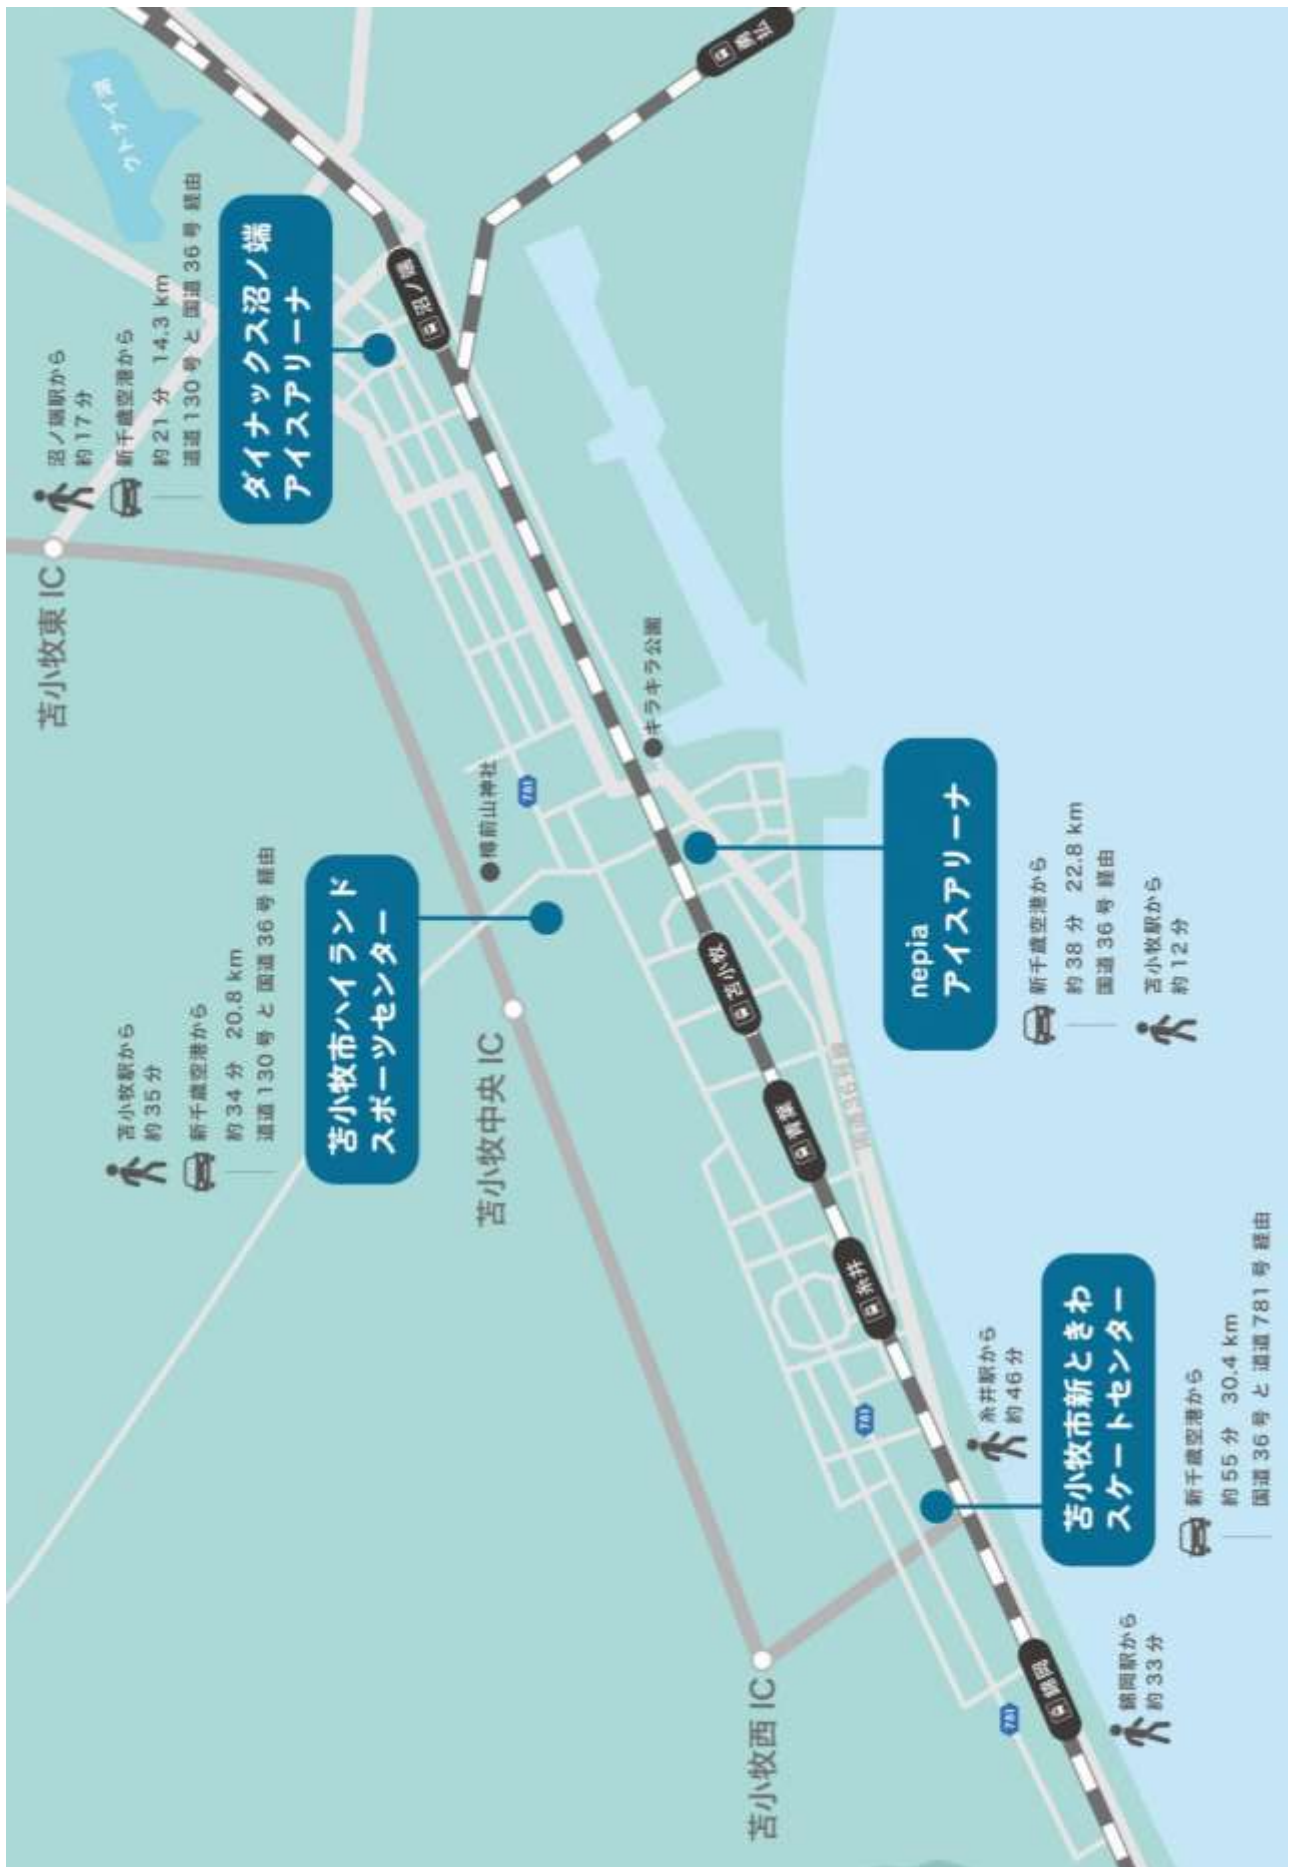 ウトナイ湖
勇払
沼ノ端駅から
約17分
新千歳空港から
約21分 14.3 km
道道130号 と 国道36号 経由
ダイナックス沼ノ端
アイスアリーナ
沼ノ端
苫小牧東 IC
キラキラ公園
樽前山神社
781
苫小牧駅から
約35分
新千歳空港から
約34分 20.8 km
道道130号 と 国道36号 経由
苫小牧市ハイランド
スポーツセンター
苫小牧中央 IC
苫小牧
nepia
アイスアリーナ
新千歳空港から
約38分 22.8 km
国道36号 経由
苫小牧駅から
約12分
青葉
糸井
781
糸井駅から
約46分
苫小牧市新ときわ
スケートセンター
新千歳空港から
約55分 30.4 km
国道36号 と 道道781号 経由
苫小牧西 IC
781
錦岡
錦岡駅から
約33分